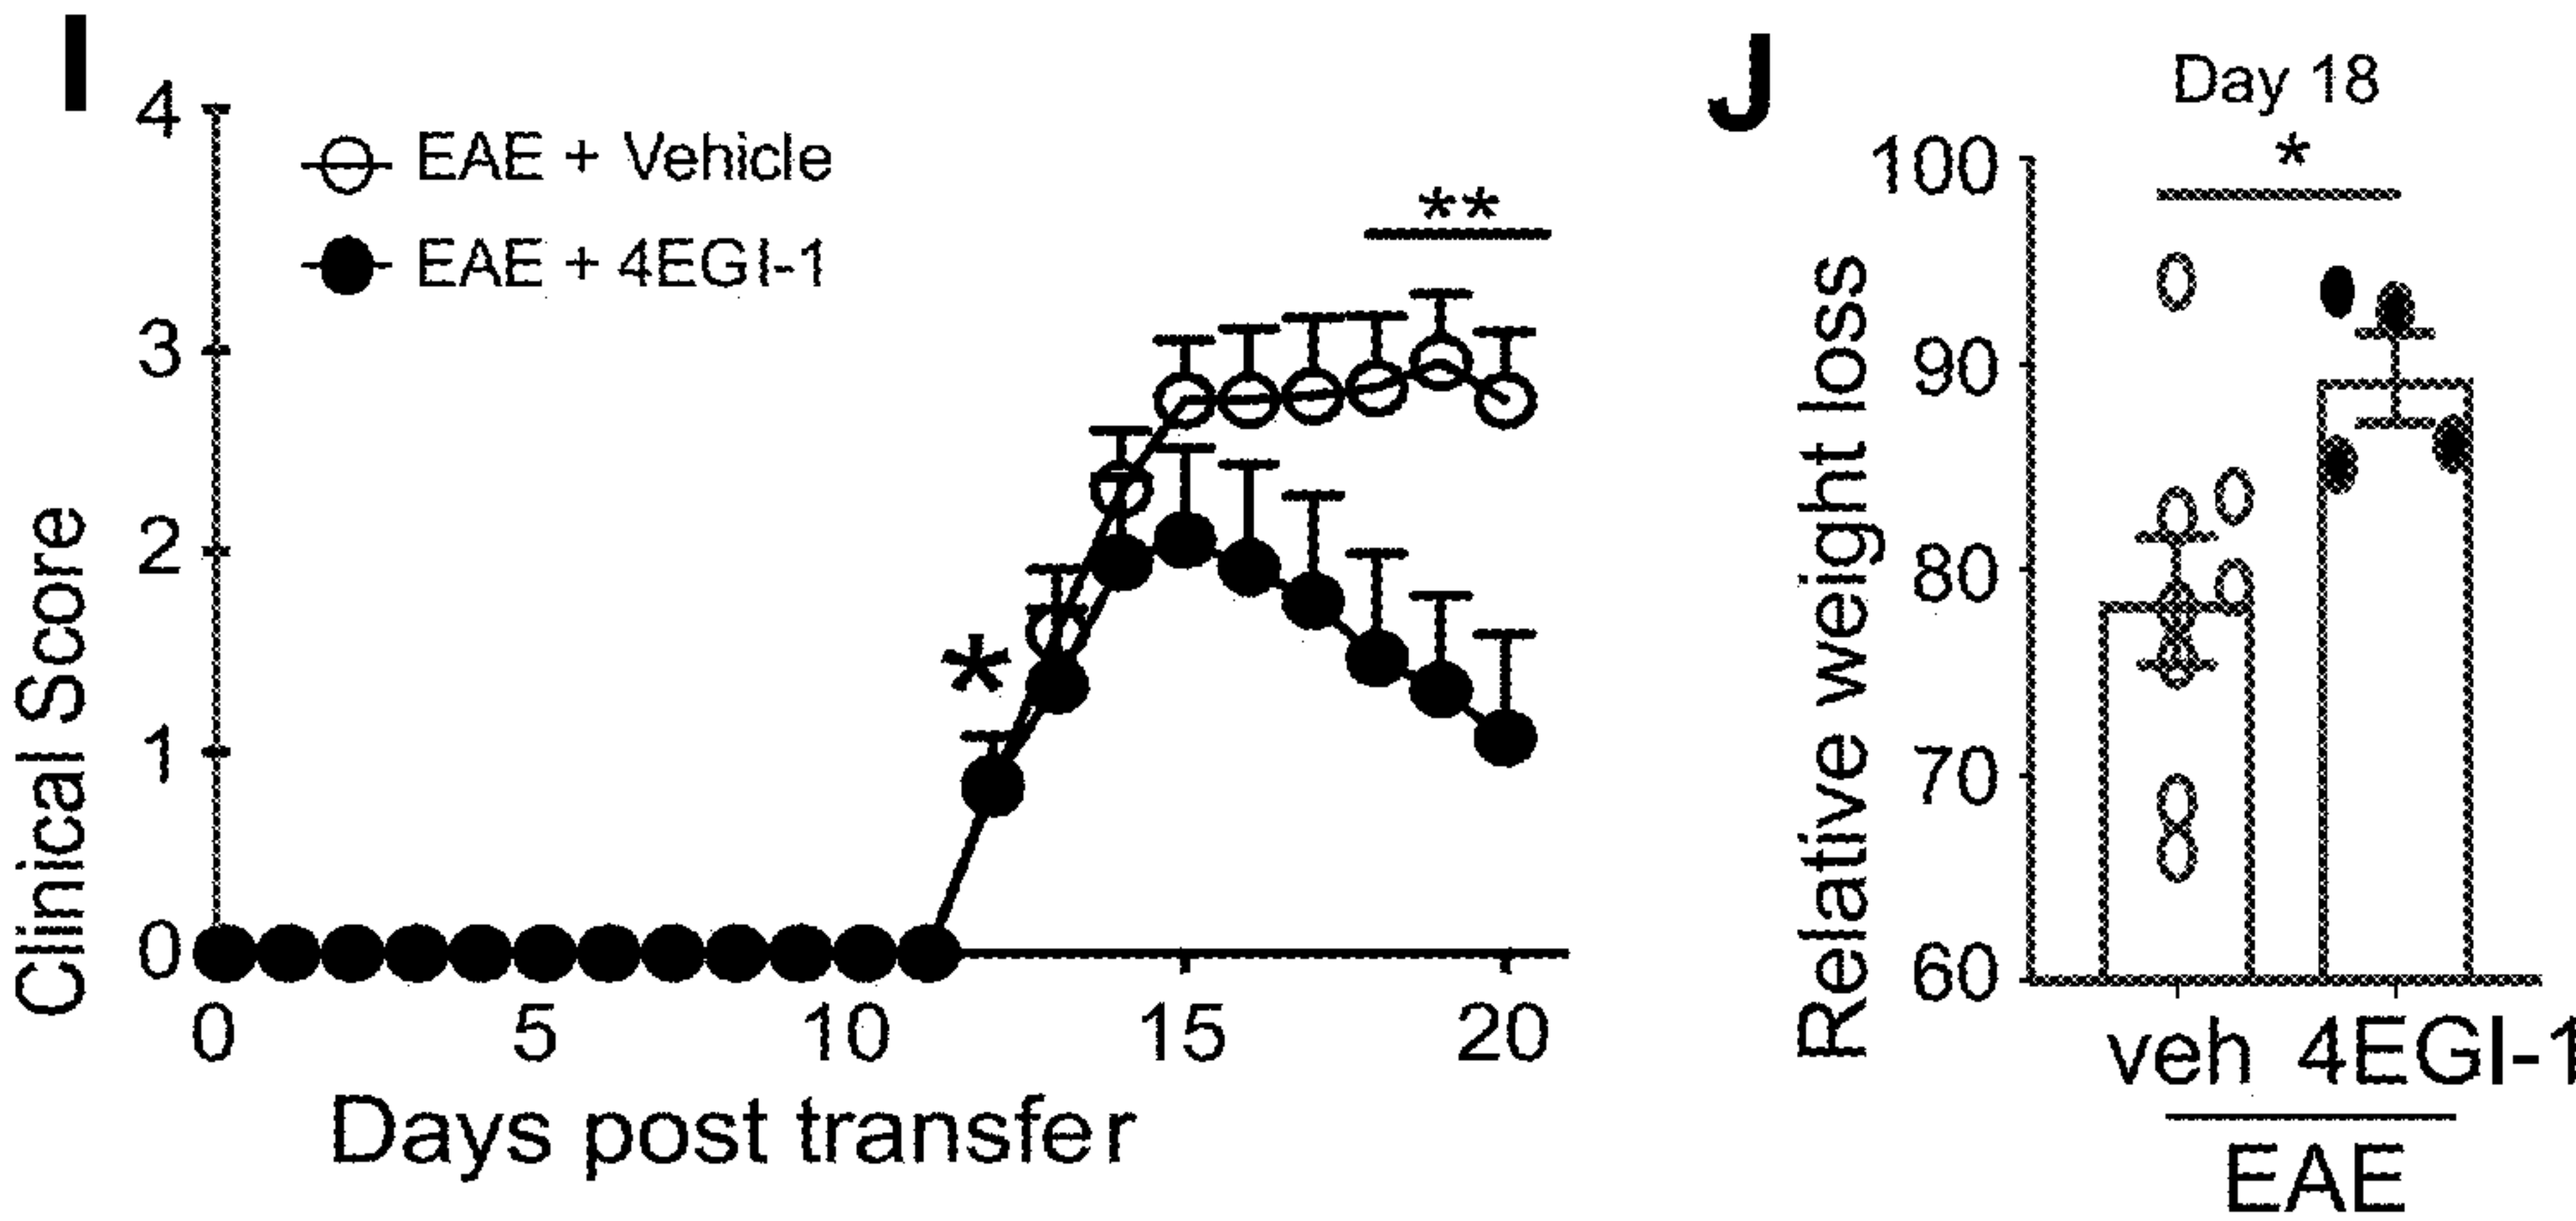 I
4
3
2
1
0
Clinical Score
EAE + Vehicle
EAE + 4EGI-1
**
*
0 5 10 15 20
Days post transfer
J
Day 18
*
100
90
80
70
60
Relative weight loss
veh 4EGI-1
EAE